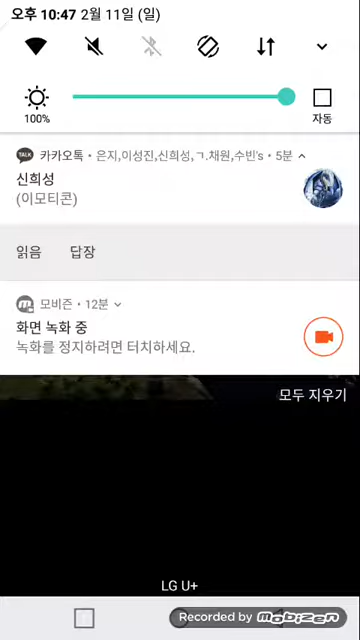 오후 10:47 2월 11일 (일)
100%
자동
TALK 카카오톡 • 은지,이성진,신희성,ㄱ.채원,수빈's • 5분
신희성
(이모티콘)
읽음 답장
모비즌 • 12분
화면 녹화 중
녹화를 정지하려면 터치하세요.
모두 지우기
LG U+
Recorded by Mobizen